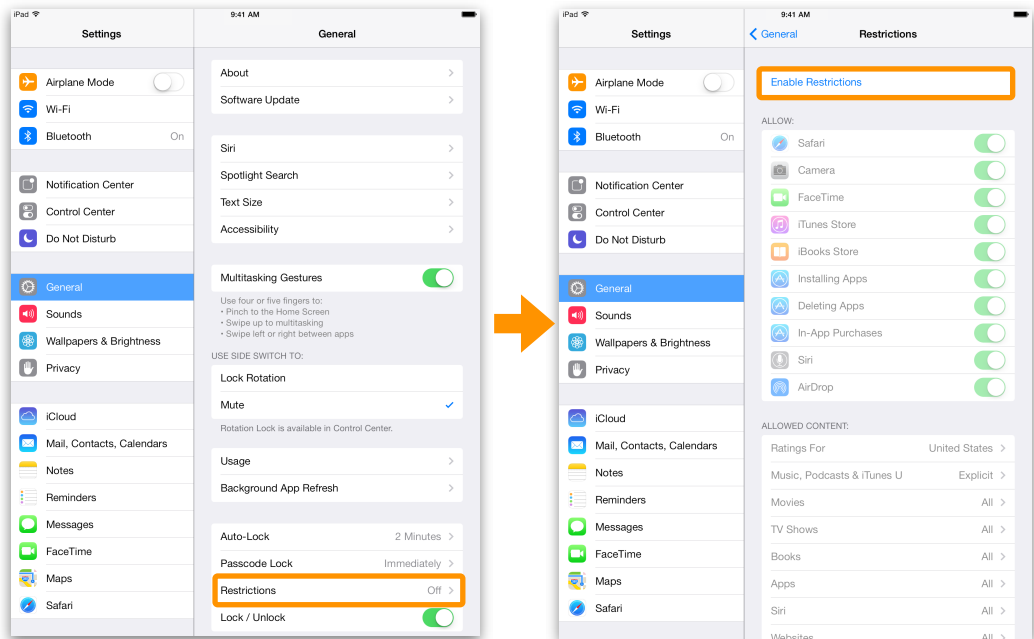 iPad 9:41 AM
Settings
General
Airplane Mode
Wi-Fi
Bluetooth On
Notification Center
Control Center
Do Not Disturb
General
Sounds
Wallpapers & Brightness
Privacy
iCloud
Mail, Contacts, Calendars
Notes
Reminders
Messages
FaceTime
Maps
Safari
About
Software Update
Siri
Spotlight Search
Text Size
Accessibility
Multitasking Gestures
Use four or five fingers to:
• Pinch to the Home Screen
• Swipe up to multitasking
• Swipe left or right between apps
USE SIDE SWITCH TO:
Lock Rotation
Mute
Rotation Lock is available in Control Center.
Usage
Background App Refresh
Auto-Lock 2 Minutes
Passcode Lock Immediately
Restrictions Off
Lock / Unlock
iPad 9:41 AM
Settings
General Restrictions
Airplane Mode
Wi-Fi
Bluetooth On
Notification Center
Control Center
Do Not Disturb
General
Sounds
Wallpapers & Brightness
Privacy
iCloud
Mail, Contacts, Calendars
Notes
Reminders
Messages
FaceTime
Maps
Safari
Enable Restrictions
ALLOW:
Safari
Camera
FaceTime
iTunes Store
iBooks Store
Installing Apps
Deleting Apps
In-App Purchases
Siri
AirDrop
ALLOWED CONTENT:
Ratings For United States
Music, Podcasts & iTunes U Explicit
Movies All
TV Shows All
Books All
Apps All
Siri All
Websites All